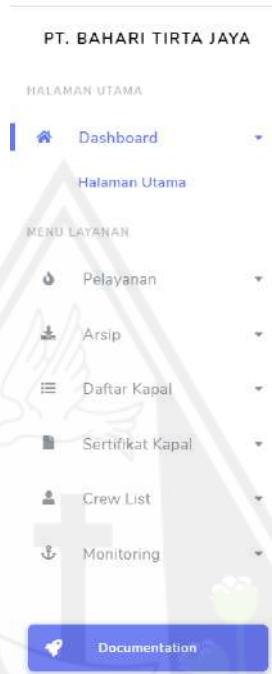 PT. BAHARI TIRTA JAYA
HALAMAN UTAMA
Dashboard
Halaman Utama
MENU LAYANAN
Pelayanan
Arsip
Daftar Kapal
Sertifikat Kapal
Crew List
Monitoring
Documentation